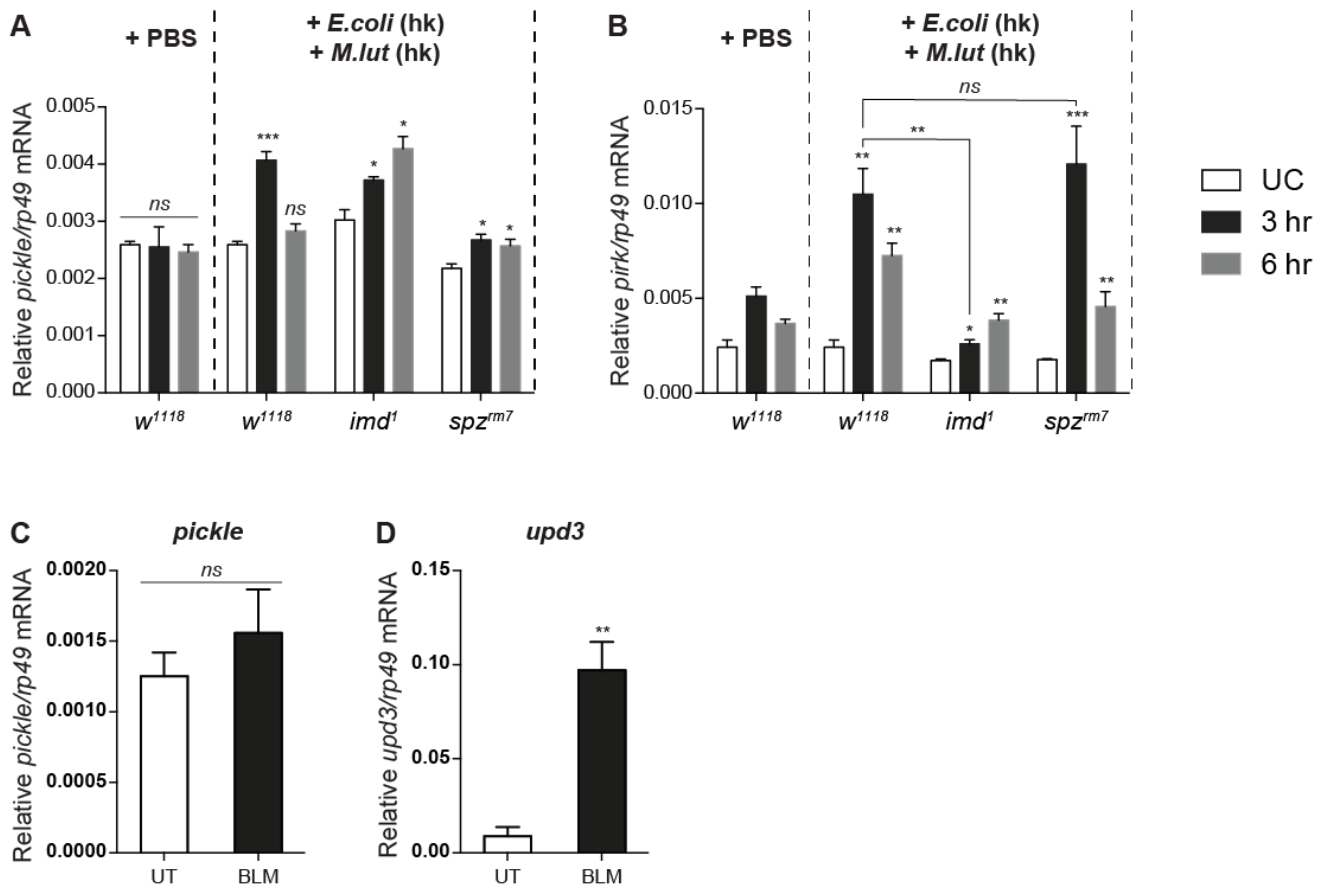 A
+ PBS
+ E.coli (hk)
+ M.lut (hk)
Relative pickle/rp49 mRNA
0.005
0.004
0.003
0.002
0.001
0.000
ns
***
ns
*
*
*
*
w1118
w1118
imd1
spzrm7
B
+ PBS
+ E.coli (hk)
+ M.lut (hk)
Relative pirk/rp49 mRNA
0.015
0.010
0.005
0.000
ns
**
**
**
*
**
***
**
w1118
w1118
imd1
spzrm7
UC
3 hr
6 hr
C
pickle
Relative pickle/rp49 mRNA
0.0020
0.0015
0.0010
0.0005
0.0000
ns
UT
BLM
D
upd3
Relative upd3/rp49 mRNA
0.15
0.10
0.05
0.00
**
UT
BLM